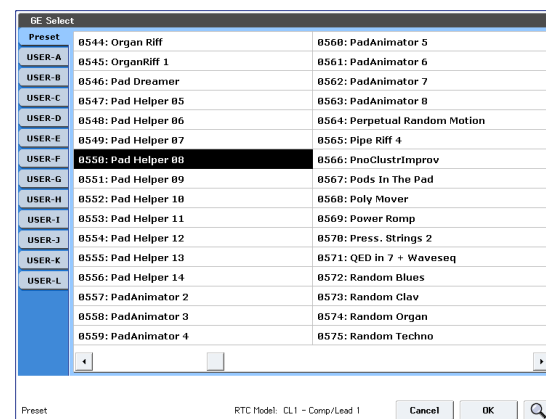 GE Select
Preset
USER-A
USER-B
USER-C
USER-D
USER-E
USER-F
USER-G
USER-H
USER-I
USER-J
USER-K
USER-L
0544: Organ Riff
0545: OrganRiff 1
0546: Pad Dreamer
0547: Pad Helper 05
0548: Pad Helper 06
0549: Pad Helper 07
0550: Pad Helper 08
0551: Pad Helper 09
0552: Pad Helper 10
0553: Pad Helper 11
0554: Pad Helper 12
0555: Pad Helper 13
0556: Pad Helper 14
0557: PadAnimator 2
0558: PadAnimator 3
0559: PadAnimator 4
0560: PadAnimator 5
0561: PadAnimator 6
0562: PadAnimator 7
0563: PadAnimator 8
0564: Perpetual Random Motion
0565: Pipe Riff 4
0566: PnoClustrImprov
0567: Pods In The Pad
0568: Poly Mover
0569: Power Romp
0570: Press. Strings 2
0571: QED in 7 + Waveseq
0572: Random Blues
0573: Random Clav
0574: Random Organ
0575: Random Techno
Preset
RTC Model: CL1 - Comp/Lead 1
Cancel
OK